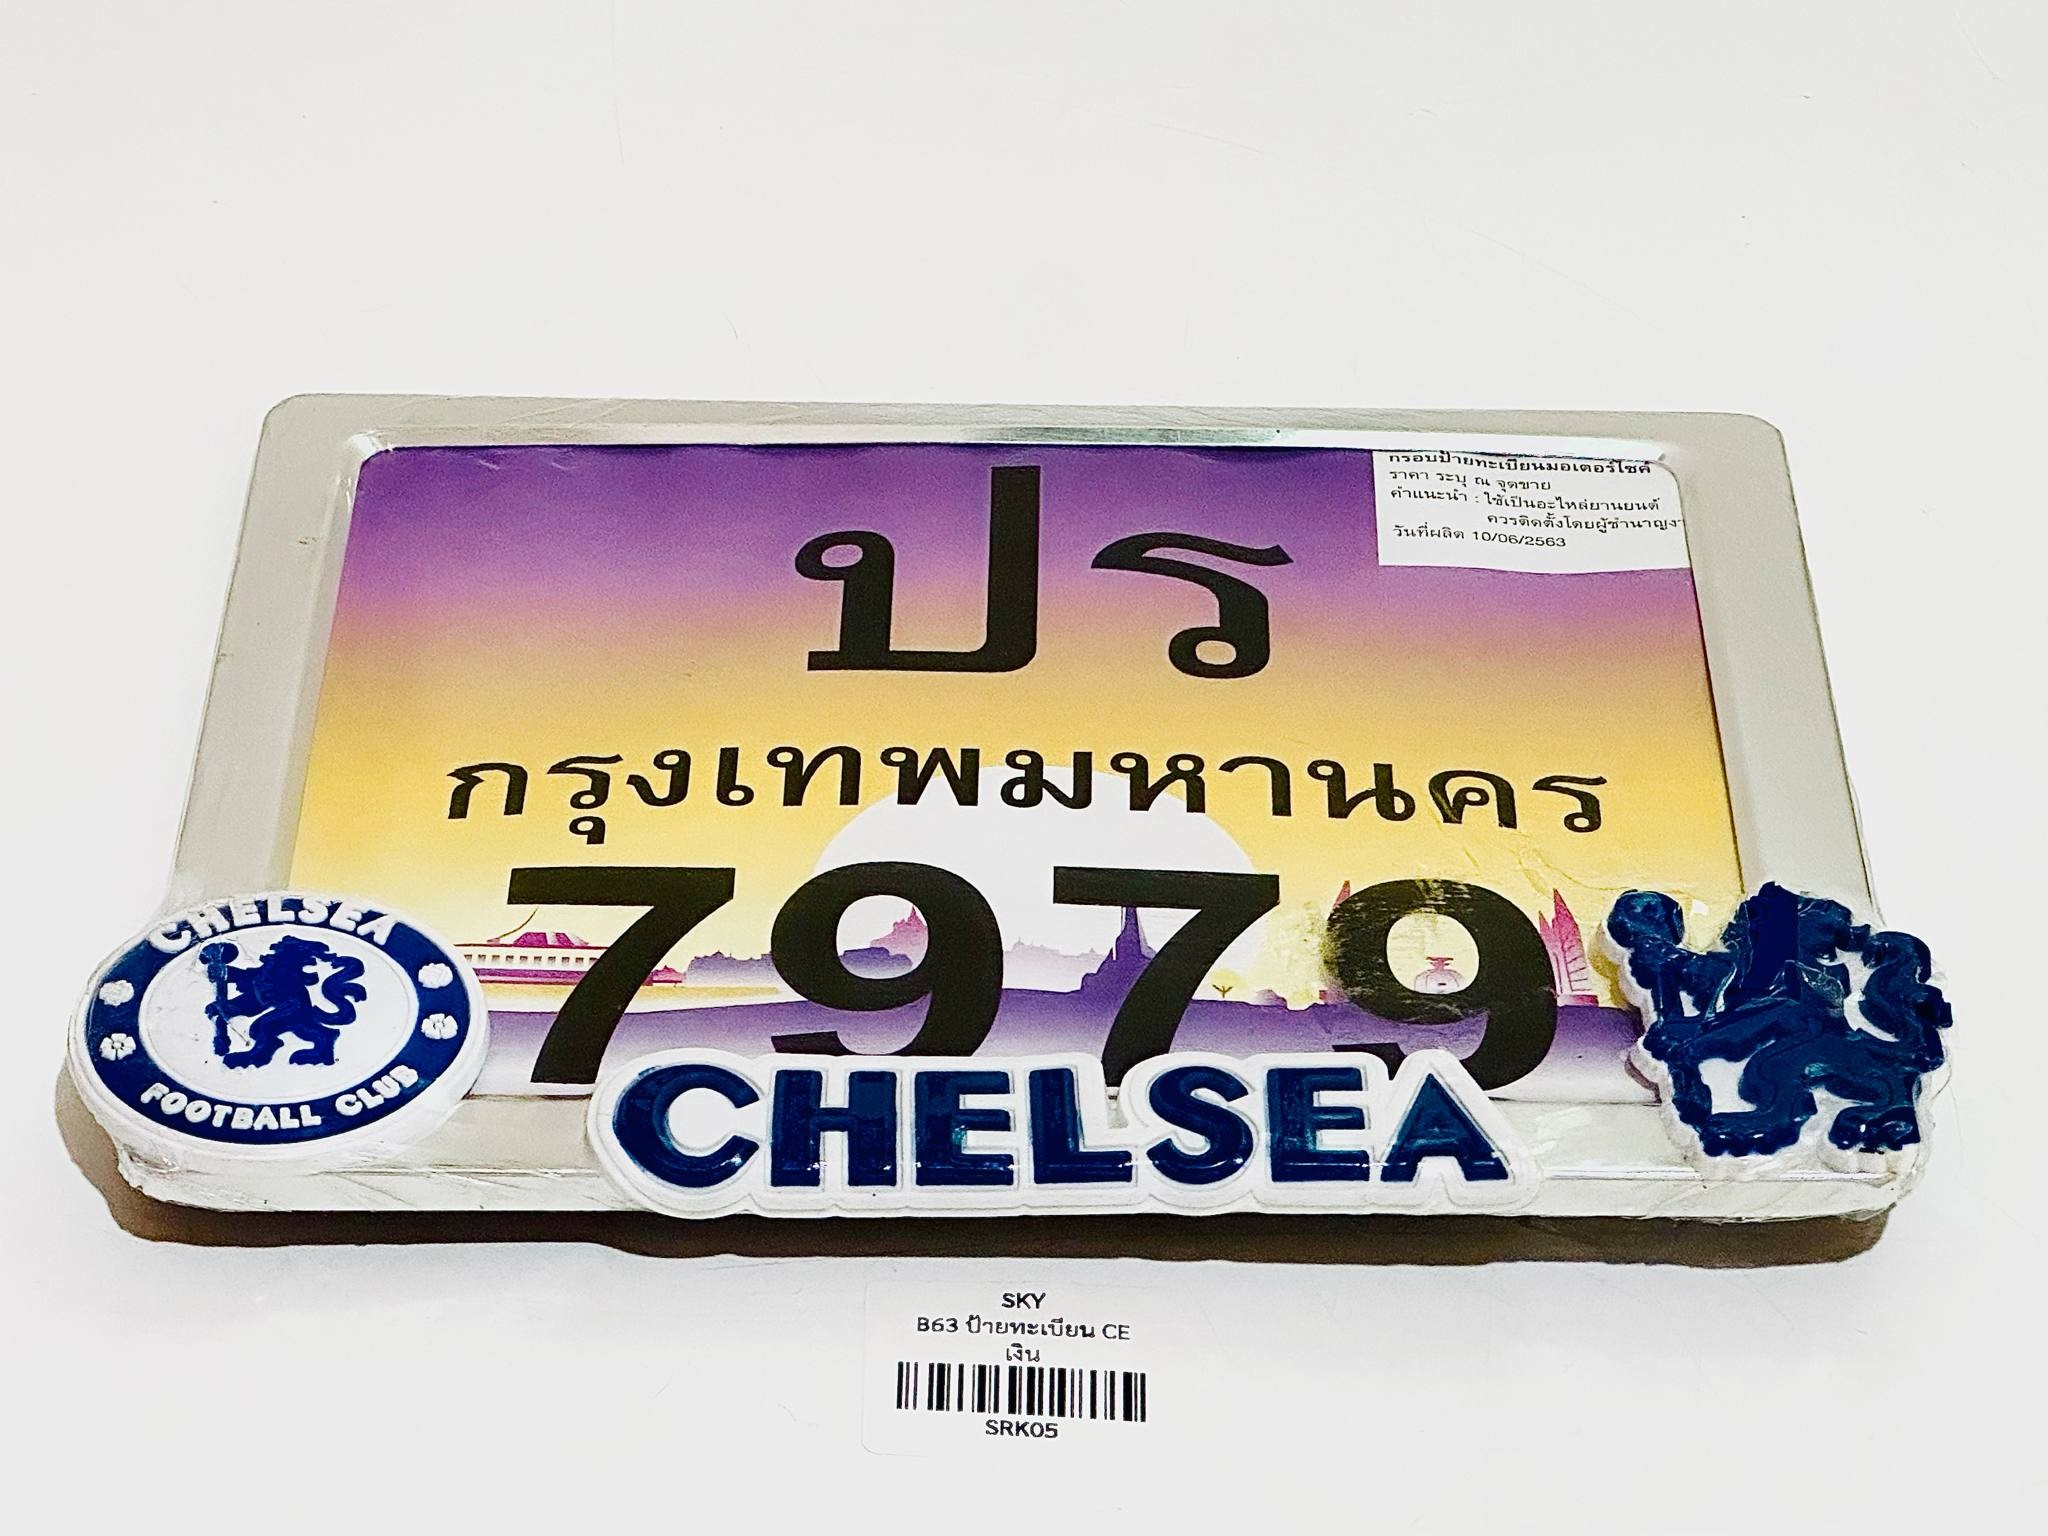 ปร
กรอบป้ายทะเบียนมอเตอร์ไซค์
ราคา ระบุ ณ จุดขาย
คำแนะนำ : ใช้เป็นอะไหล่ยานยนต์
ควรติดตั้งโดยผู้ชำนาญงา
วันที่ผลิต 10/06/2563
กรุงเทพมหานคร
7979
CHELSEA
FOOTBALL CLUB
CHELSEA
SKY
B63 ป้ายทะเบียน CE
เงิน
SRK05